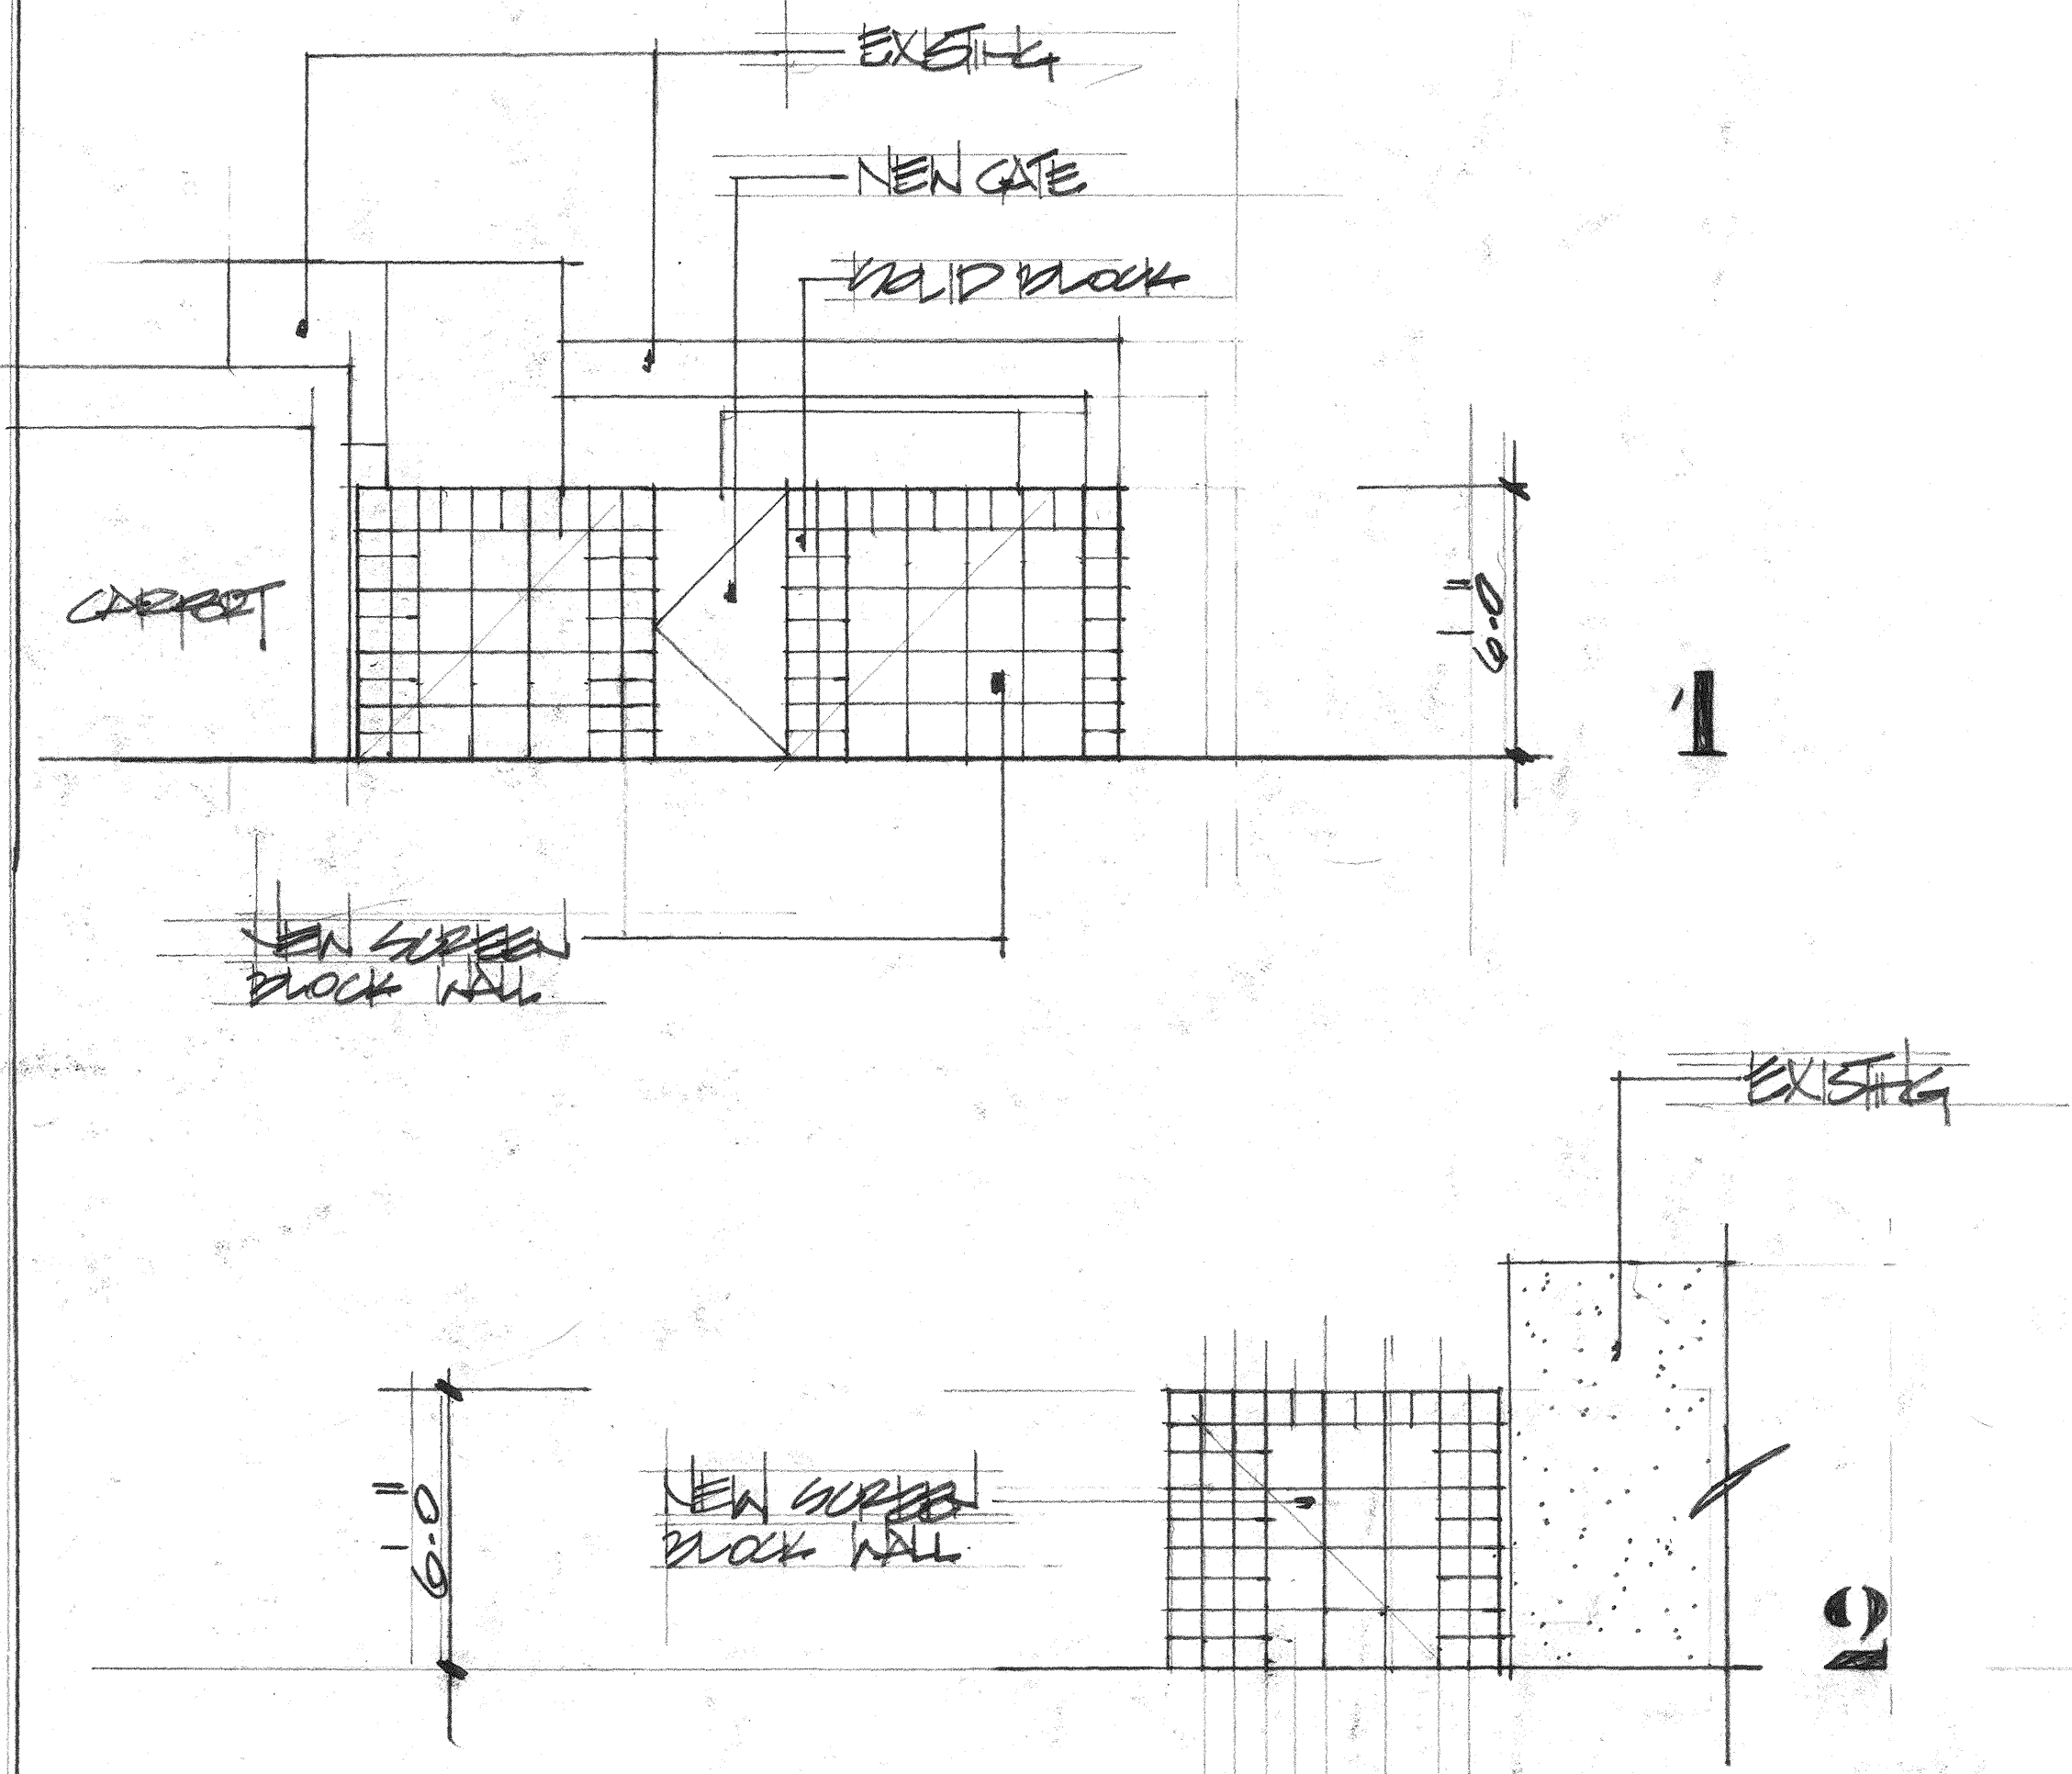 EXISTING
NEW GATE
SOLID BLOCK
CARPORT
6'-0"
1
NEW SCREEN
BLOCK WALL
EXISTING
6'-0"
NEW SCREEN
BLOCK WALL
2